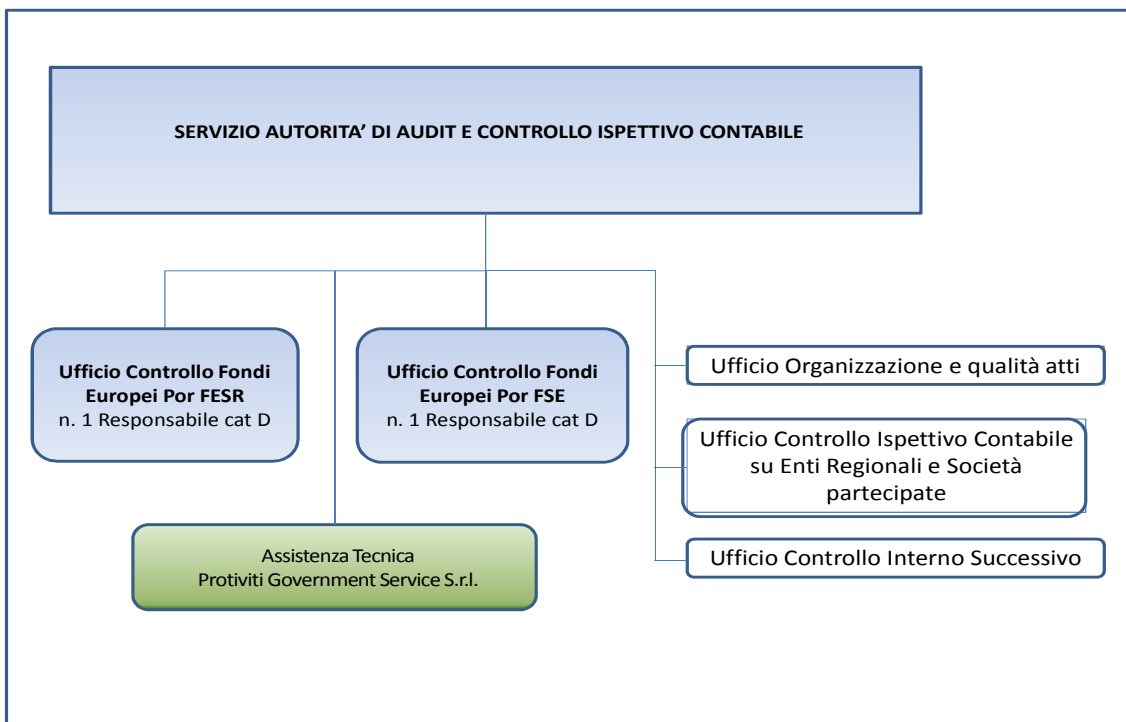 SERVIZIO AUTORITA’ DI AUDIT E CONTROLLO ISPETTIVO CONTABILE
Ufficio Controllo Fondi
Europei Por FESR
n. 1 Responsabile cat D
Ufficio Controllo Fondi
Europei Por FSE
n. 1 Responsabile cat D
Ufficio Organizzazione e qualità atti
Ufficio Controllo Ispettivo Contabile
su Enti Regionali e Società
partecipate
Ufficio Controllo Interno Successivo
Assistenza Tecnica
Protiviti Government Service S.r.l.